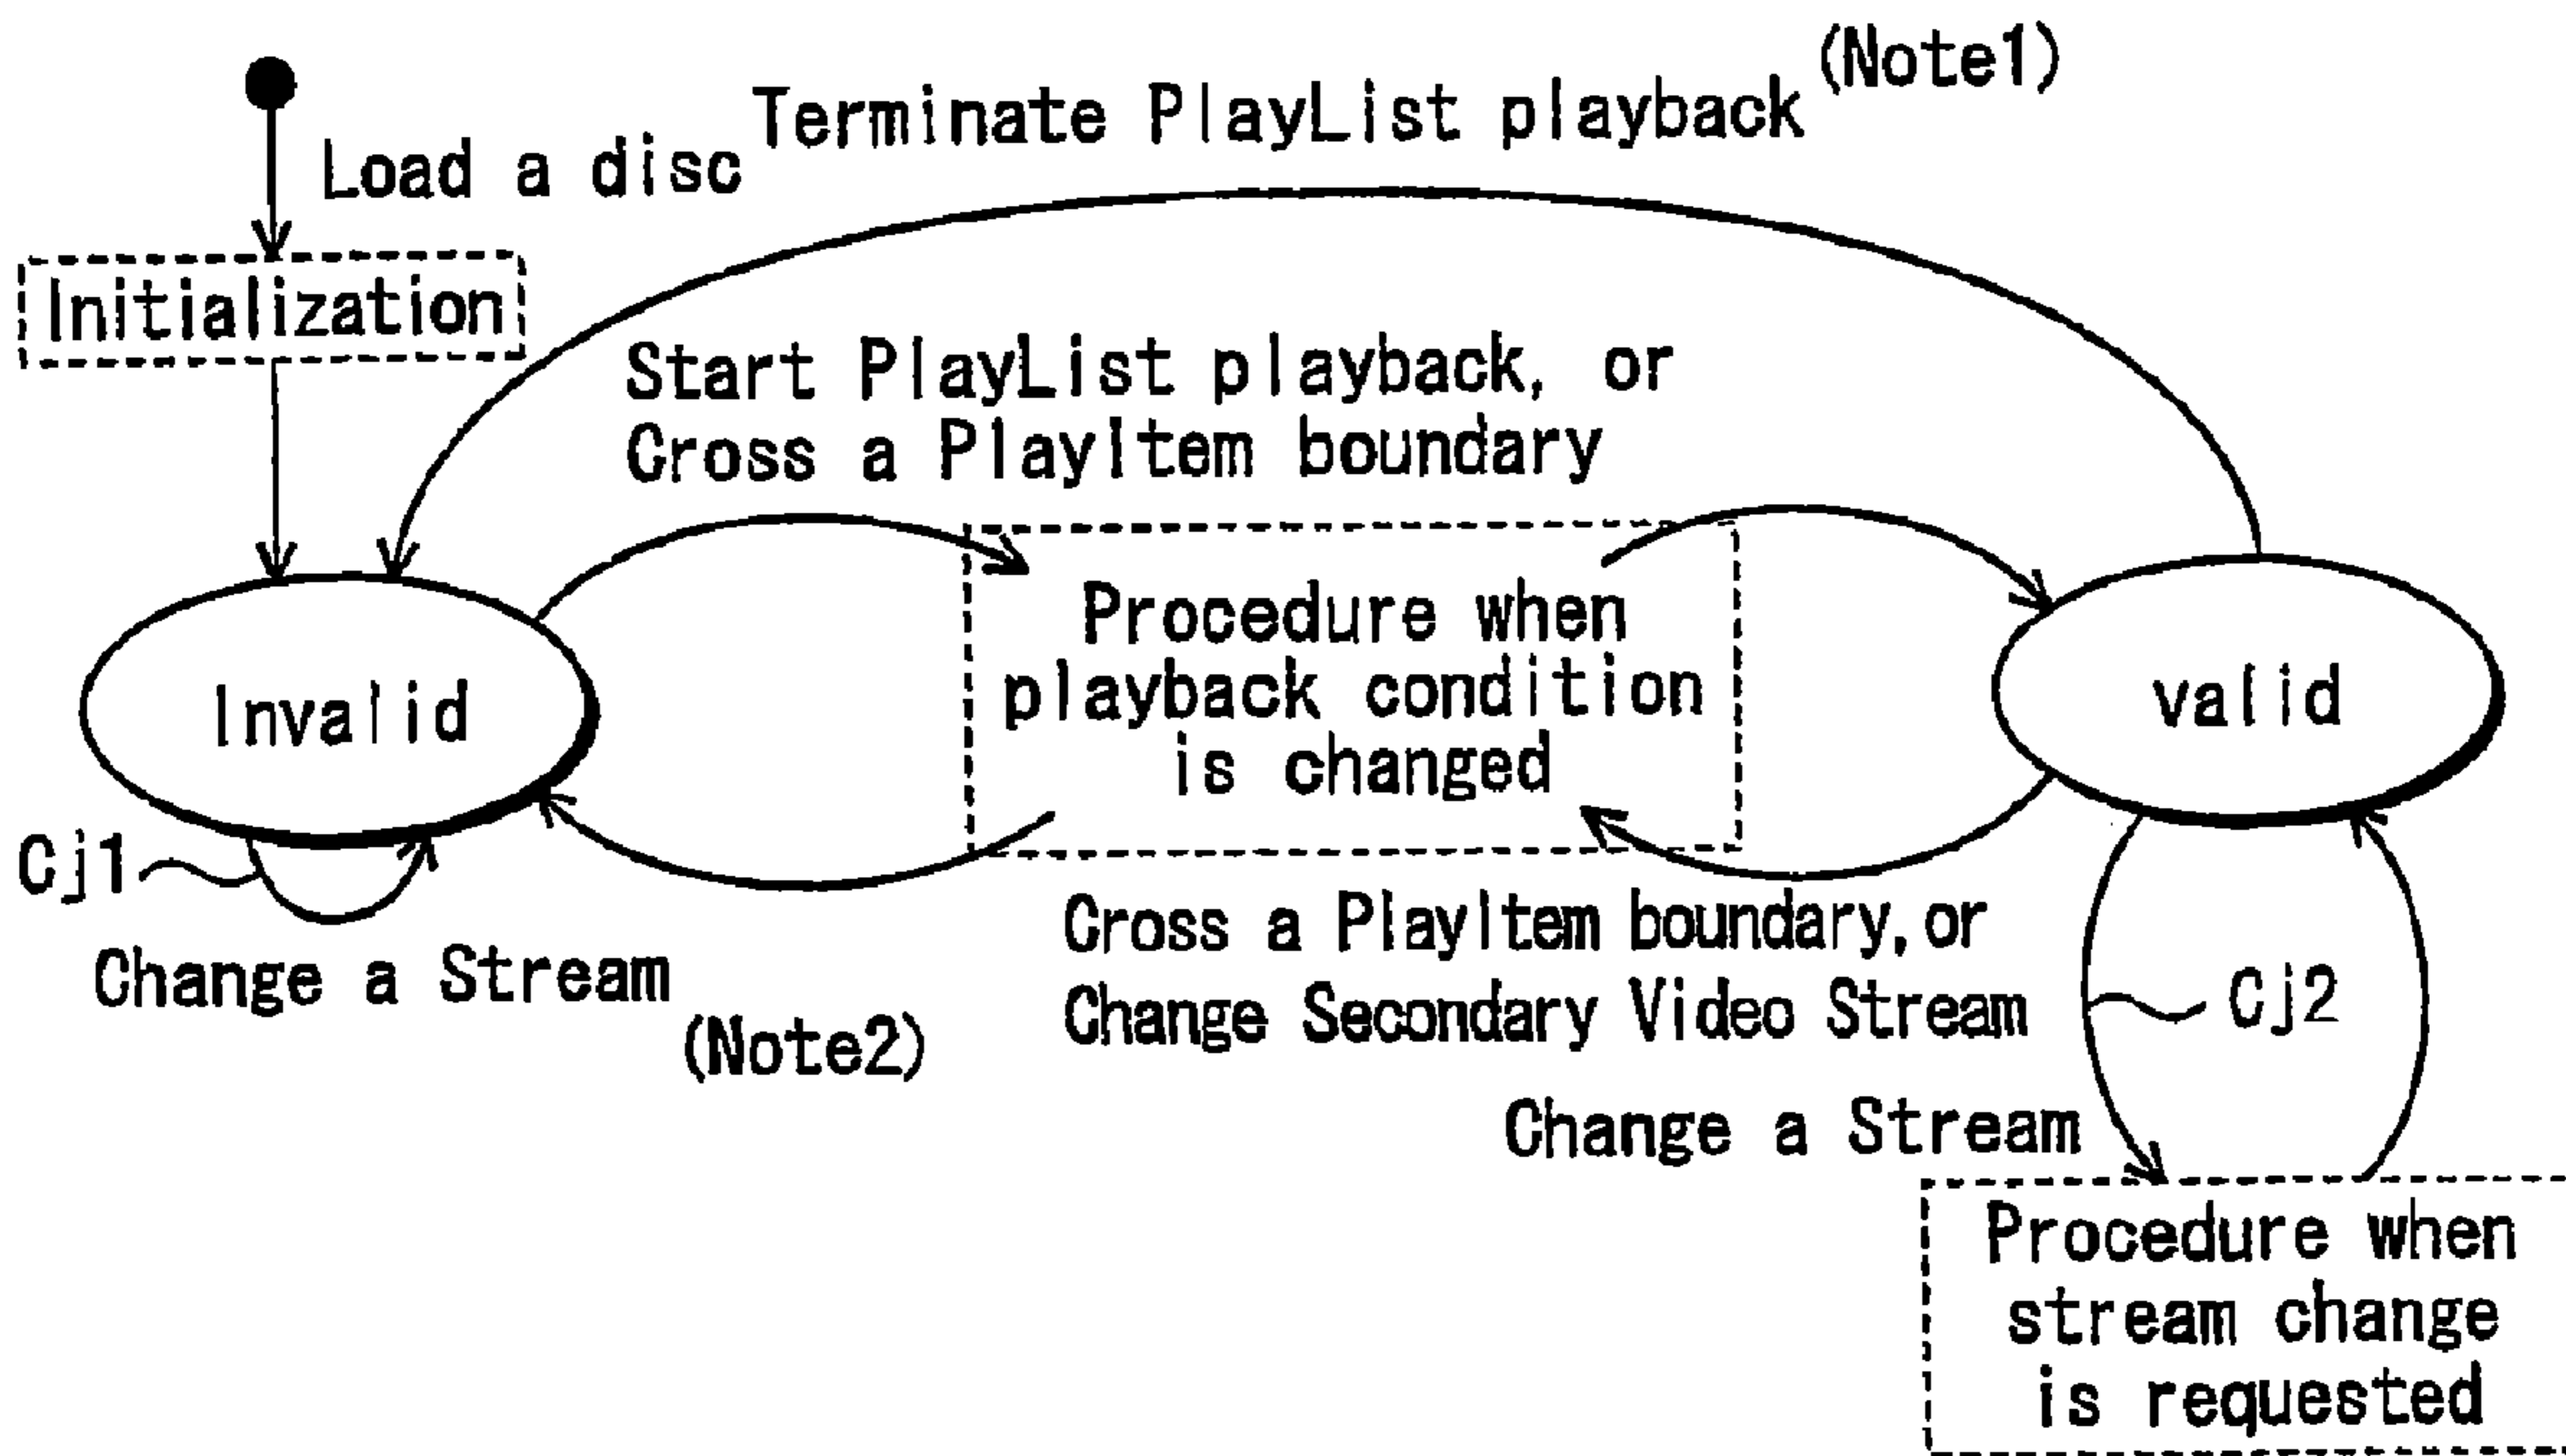 (Note1)
Terminate PlayList playback
Load a disc
Initialization
Start PlayList playback, or
Cross a PlayItem boundary
Procedure when
playback condition
is changed
Invalid
valid
Cj1
Change a Stream
(Note2)
Cross a PlayItem boundary, or
Change Secondary Video Stream
Cj2
Change a Stream
Procedure when
stream change
is requested